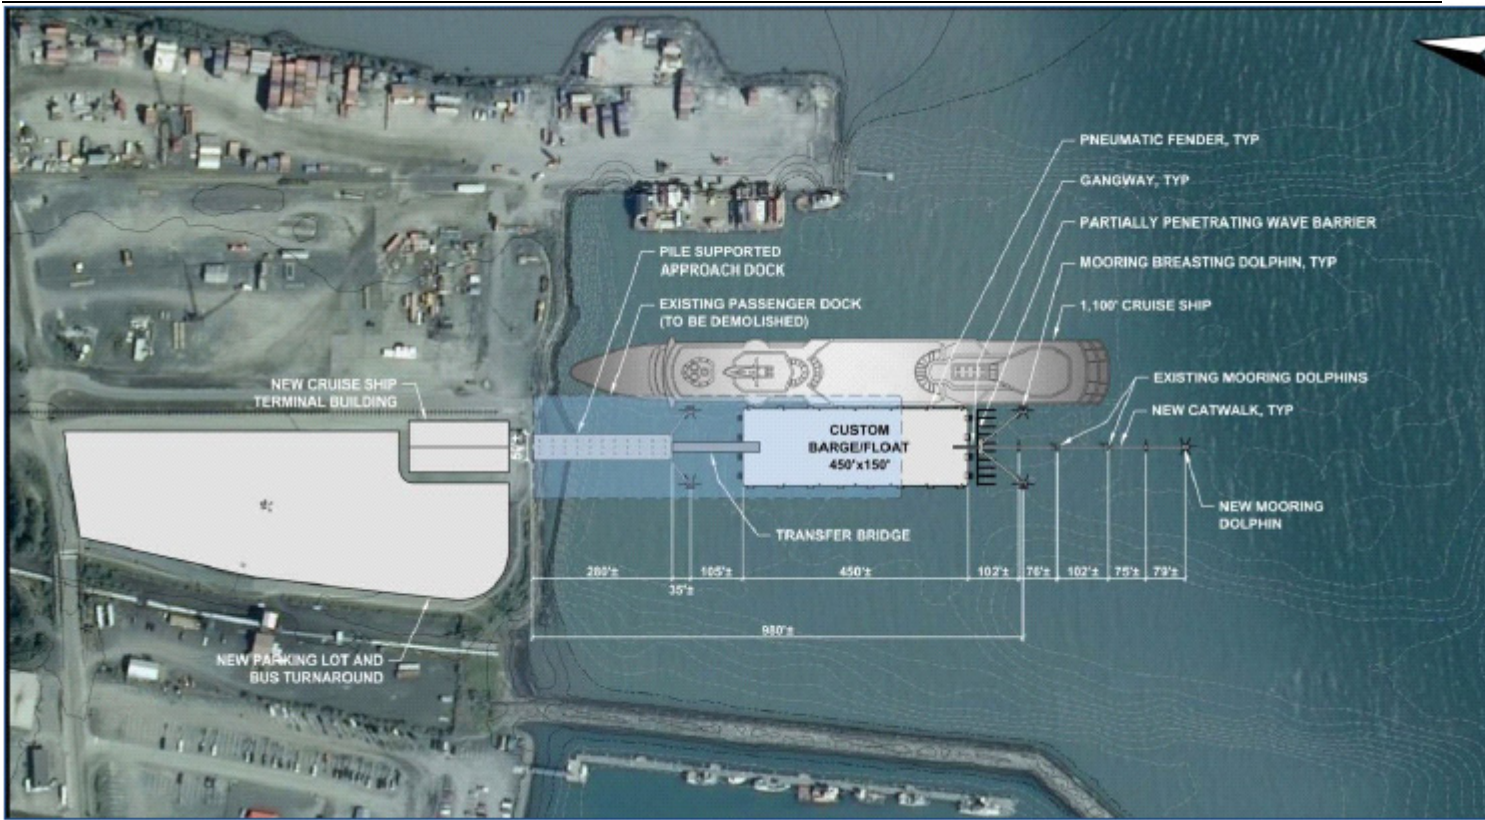 PNEUMATIC FENDER, TYP
GANGWAY, TYP
PARTIALLY PENETRATING WAVE BARRIER
MOORING BREASTING DOLPHIN, TYP
1,100' CRUISE SHIP
PILE SUPPORTED
APPROACH DOCK
EXISTING PASSENGER DOCK
(TO BE DEMOLISHED)
NEW CRUISE SHIP
TERMINAL BUILDING
EXISTING MOORING DOLPHINS
NEW CATWALK, TYP
CUSTOM
BARGE/FLOAT
450'x150'
NEW MOORING
DOLPHIN
TRANSFER BRIDGE
280'±
35'±
105'±
450'±
102'±
76'±
102'±
75'±
79'±
980'±
NEW PARKING LOT AND
BUS TURNAROUND